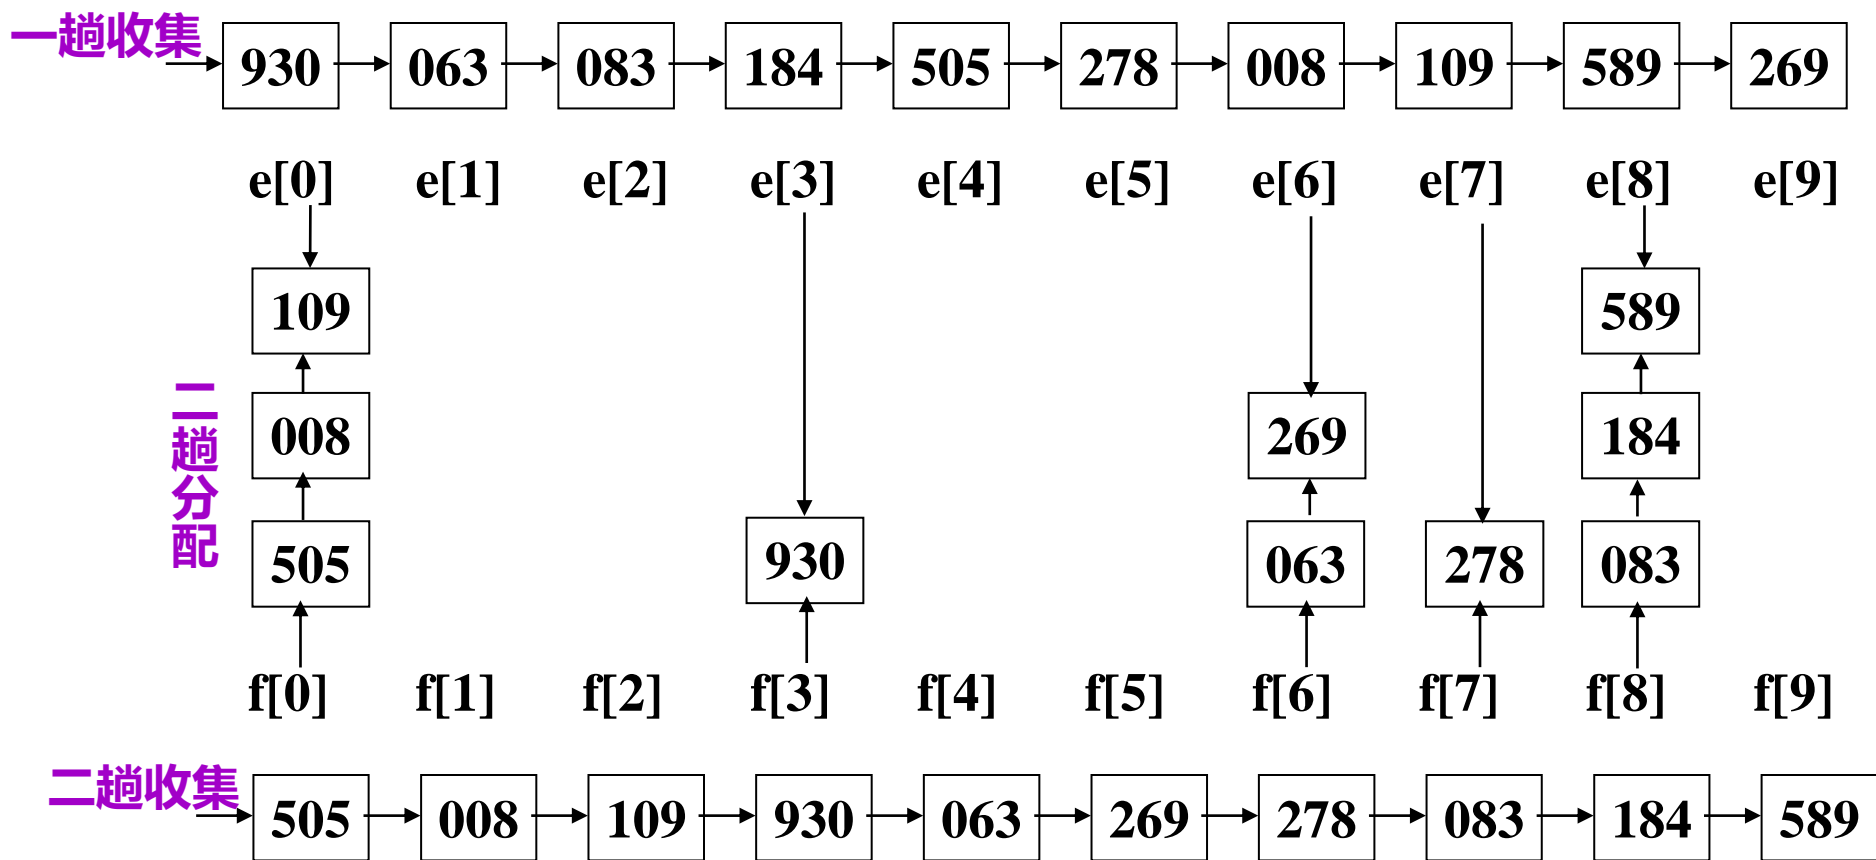 一趟收集 930 063 083 184 505 278 008 109 589 269
e[0] e[1] e[2] e[3] e[4] e[5] e[6] e[7] e[8] e[9]
109 589
二趟分配
008 269 184
505 930 063 278 083
f[0] f[1] f[2] f[3] f[4] f[5] f[6] f[7] f[8] f[9]
二趟收集 505 008 109 930 063 269 278 083 184 589